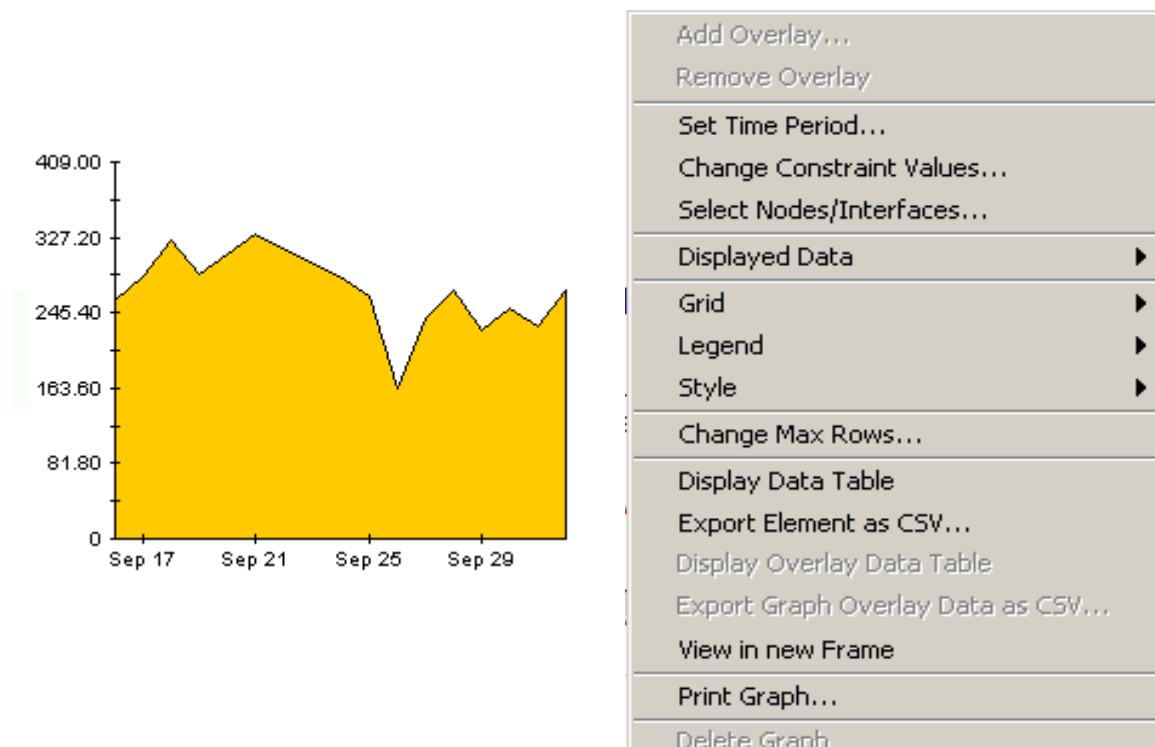 409.00
327.20
245.40
163.60
81.80
0
Sep 17 Sep 21 Sep 25 Sep 29
Add Overlay...
Remove Overlay
Set Time Period...
Change Constraint Values...
Select Nodes/Interfaces...
Displayed Data
Grid
Legend
Style
Change Max Rows...
Display Data Table
Export Element as CSV...
Display Overlay Data Table
Export Graph Overlay Data as CSV...
View in new Frame
Print Graph...
Delete Graph